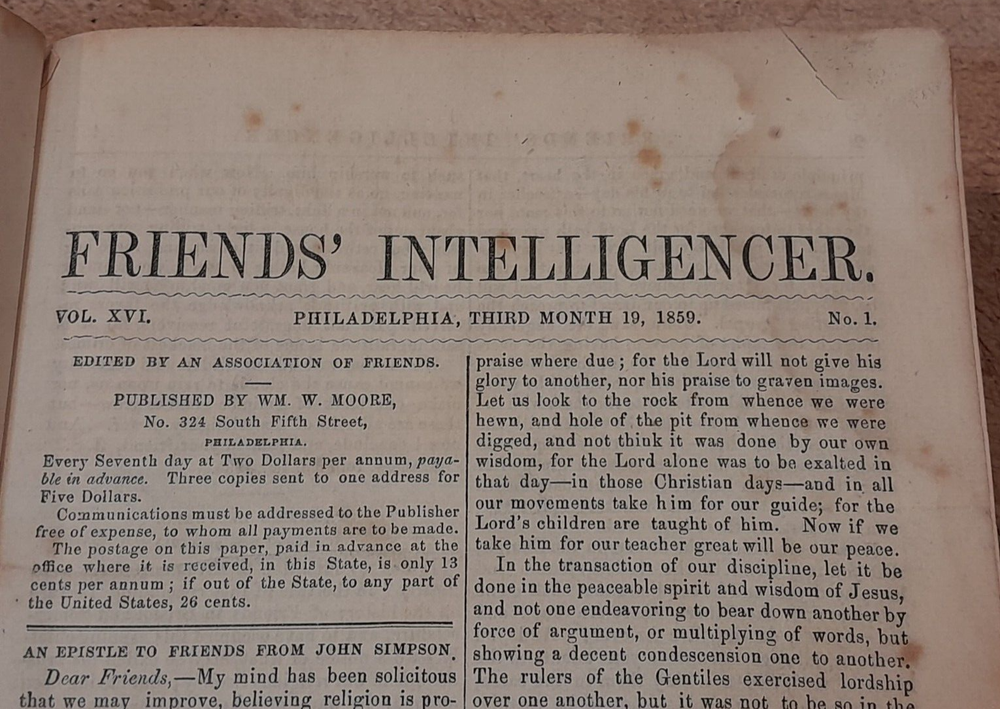 FRIENDS' INTELLIGENCER.
VOL. XVI. PHILADELPHIA, THIRD MONTH 19, 1859. No. 1.
EDITED BY AN ASSOCIATION OF FRIENDS.
PUBLISHED BY WM. W. MOORE,
No. 324 South Fifth Street,
PHILADELPHIA.
Every Seventh day at Two Dollars per annum, paya-
ble in advance. Three copies sent to one address for
Five Dollars.
Communications must be addressed to the Publisher
free of expense, to whom all payments are to be made.
The postage on this paper, paid in advance at the
office where it is received, in this State, is only 13
cents per annum; if out of the State, to any part of
the United States, 26 cents.
AN EPISTLE TO FRIENDS FROM JOHN SIMPSON.
Dear Friends,—My mind has been solicitous
that we may improve, believing religion is pro-
praise where due; for the Lord will not give his
glory to another, nor his praise to graven images.
Let us look to the rock from whence we were
hewn, and hole of the pit from whence we were
digged, and not think it was done by our own
wisdom, for the Lord alone was to be exalted in
that day—in those Christian days—and in all
our movements take him for our guide; for the
Lord's children are taught of him. Now if we
take him for our teacher great will be our peace.
In the transaction of our discipline, let it be
done in the peaceable spirit and wisdom of Jesus,
and not one endeavoring to bear down another by
force of argument, or multiplying of words, but
showing a decent condescension one to another.
The rulers of the Gentiles exercised lordship
over one another, but it was not to be so in the